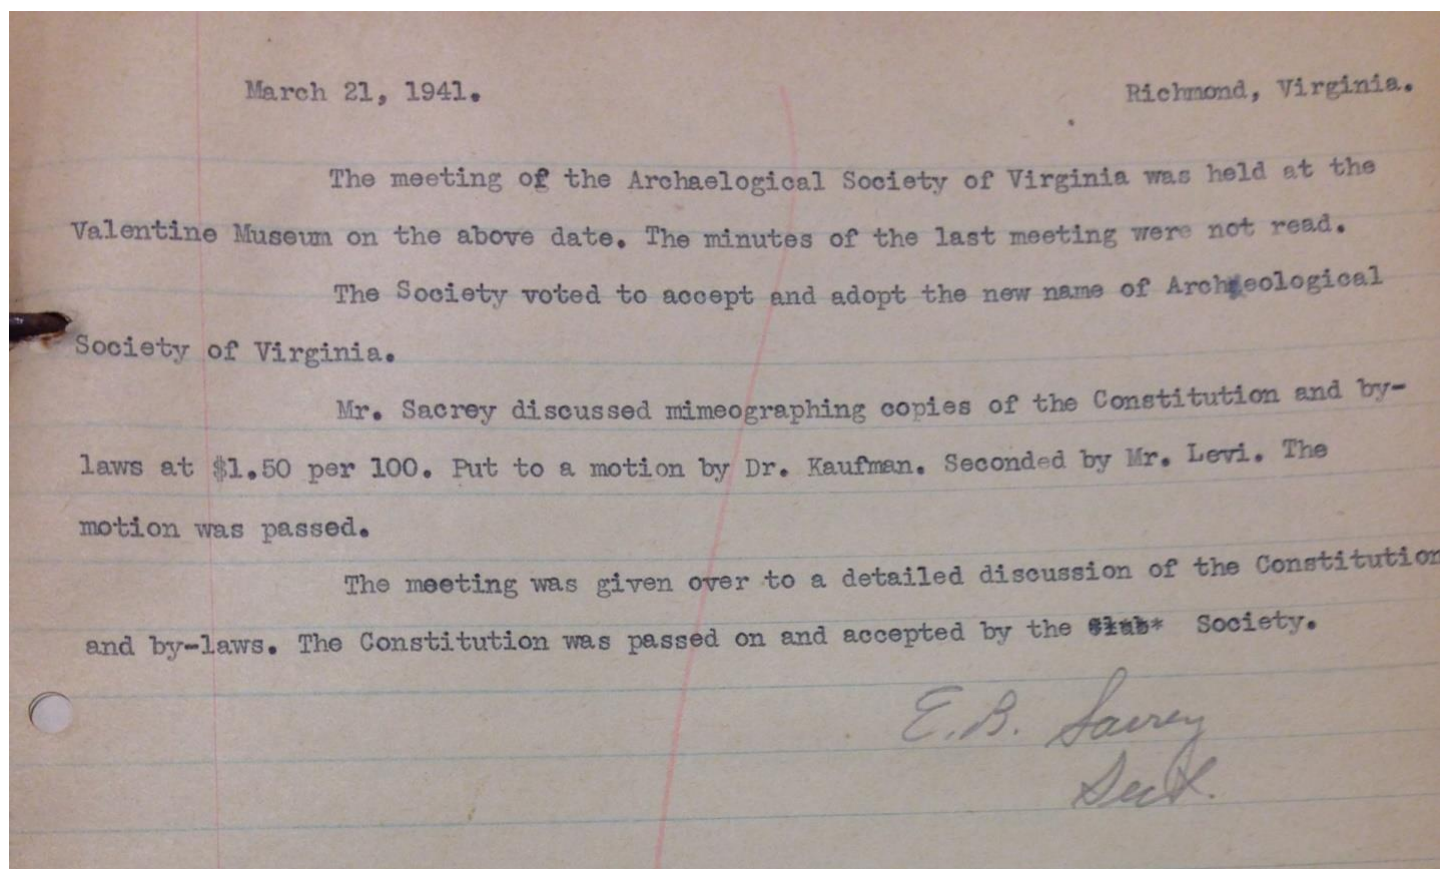 March 21, 1941. Richmond, Virginia.
The meeting of the Archaelogical Society of Virginia was held at the
Valentine Museum on the above date. The minutes of the last meeting were not read.
The Society voted to accept and adopt the new name of Archeological
Society of Virginia.
Mr. Sacrey discussed mimeographing copies of the Constitution and by-
laws at $1.50 per 100. Put to a motion by Dr. Kaufman. Seconded by Mr. Levi. The
motion was passed.
The meeting was given over to a detailed discussion of the Constitution
and by-laws. The Constitution was passed on and accepted by the Society.
E.B. Sacrey
Sect.